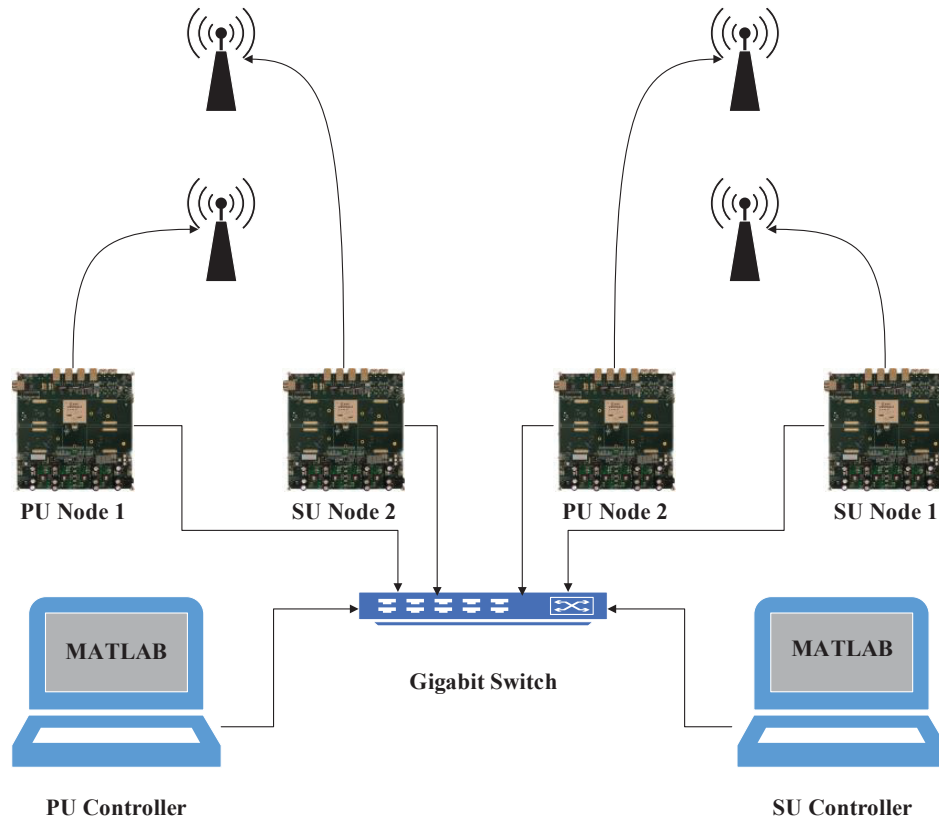 PU Node 1
SU Node 2
PU Node 2
SU Node 1
MATLAB
MATLAB
Gigabit Switch
PU Controller
SU Controller